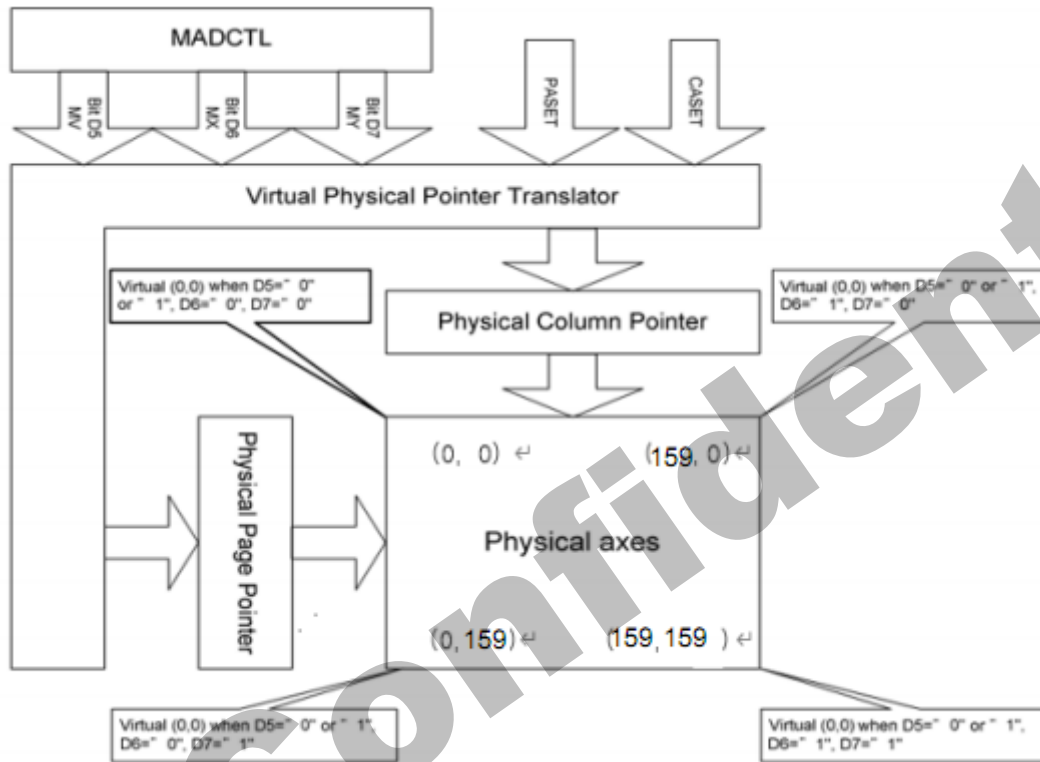 MADCTL
Bit D5
MV
Bit D6
MX
Bit D7
MY
PASET
CASET
Virtual Physical Pointer Translator
Virtual (0,0) when D5=" 0"
or " 1", D6=" 0", D7=" 0"
Physical Column Pointer
Virtual (0,0) when D5=" 0" or " 1",
D6=" 1", D7=" 0"
Physical Page Pointer
(0, 0) ↵
(159, 0)↵
Physical axes
(0,159)↵
(159,159 )↵
Virtual (0,0) when D5=" 0" or " 1",
D6=" 0", D7=" 1"
Virtual (0,0) when D5=" 0" or " 1",
D6=" 1", D7=" 1"
Confident